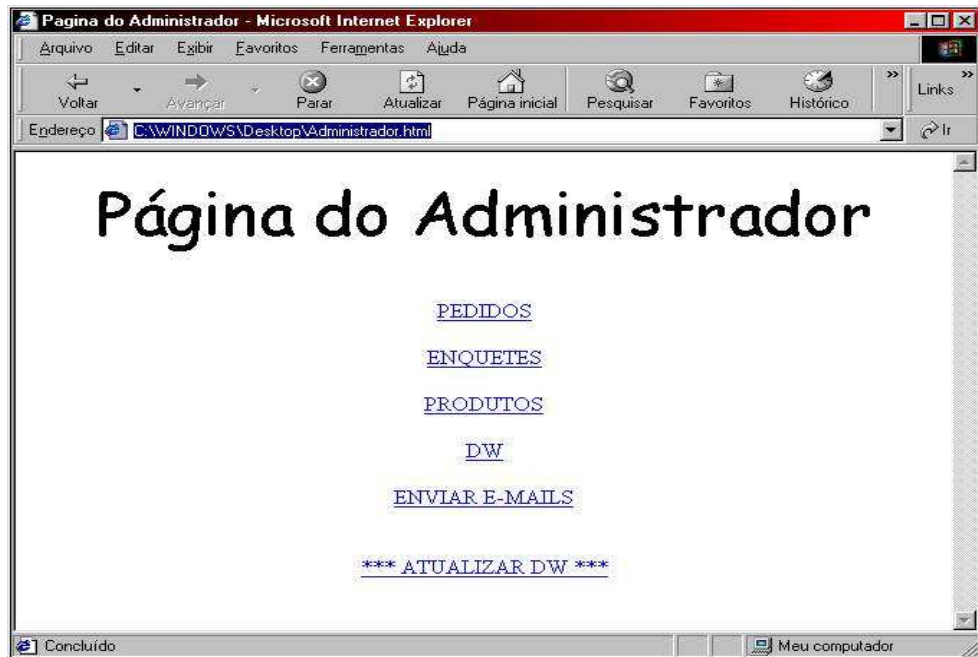 Pagina do Administrador - Microsoft Internet Explorer
Arquivo Editar Exibir Favoritos Ferramentas Ajuda
Voltar Avançar Parar Atualizar Página inicial Pesquisar Favoritos Histórico » Links »
Endereço C:\WINDOWS\Desktop\Administrador.html Ir
Página do Administrador
PEDIDOS
ENQUETES
PRODUTOS
DW
ENVIAR E-MAILS
*** ATUALIZAR DW ***
Concluído Meu computador